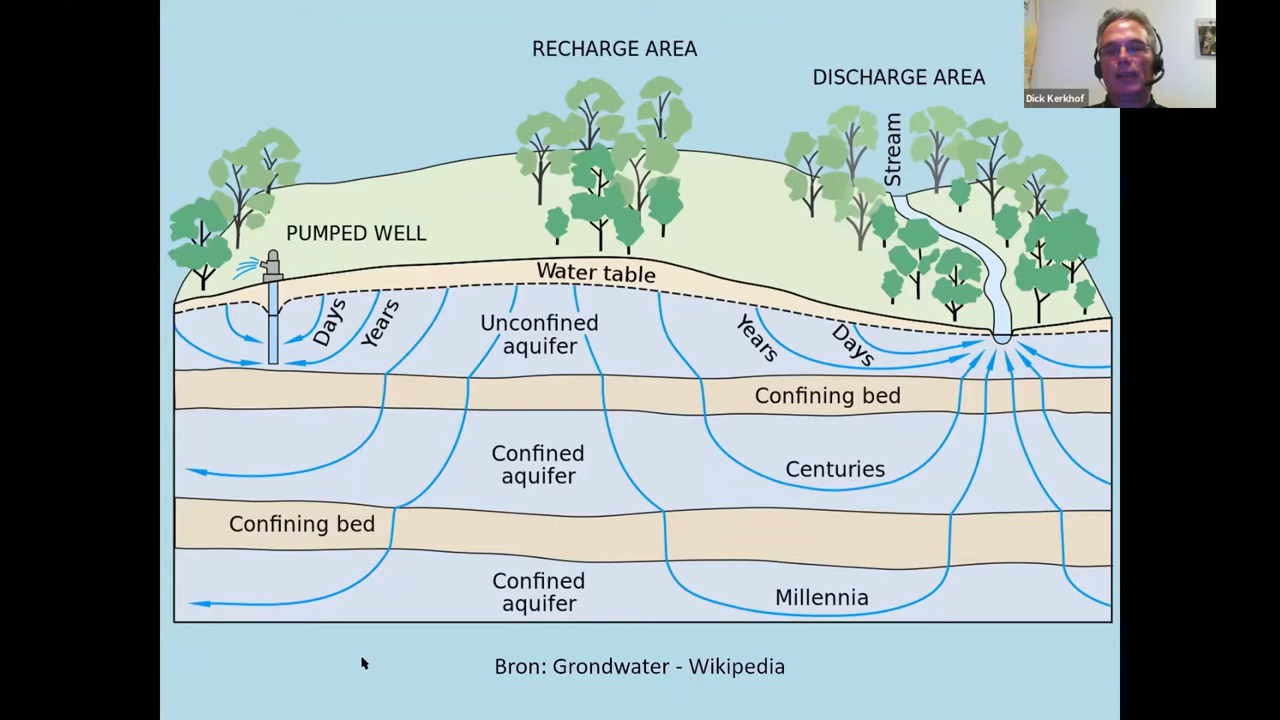 RECHARGE AREA
DISCHARGE AREA
Dick Kerkhof
Stream
PUMPED WELL
Water table
Days
Years
Unconfined
aquifer
Years
Days
Confining bed
Confined
aquifer
Centuries
Confining bed
Confined
aquifer
Millennia
Bron: Grondwater - Wikipedia